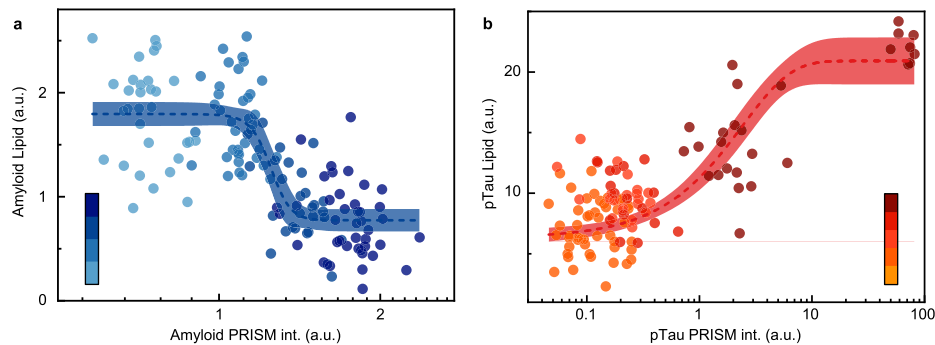 a
b
2
1
0
Amyloid Lipid (a.u.)
1
2
Amyloid PRISM int. (a.u.)
20
10
pTau Lipid (a.u.)
0.1
1
10
100
pTau PRISM int. (a.u.)